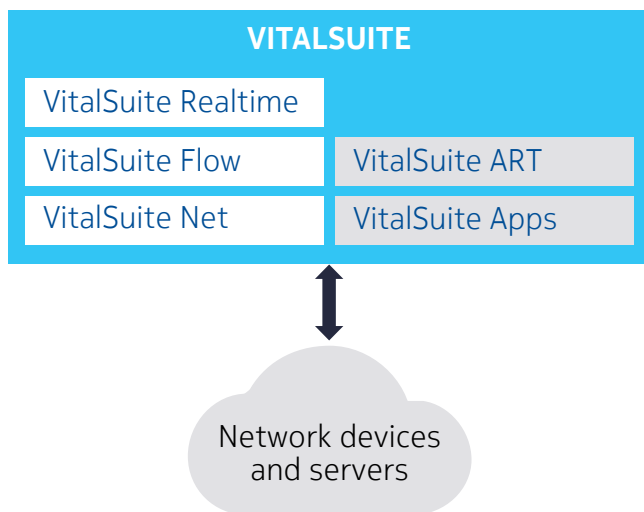 VITALSUITE
VitalSuite Realtime
VitalSuite Flow
VitalSuite ART
VitalSuite Net
VitalSuite Apps
Network devices
and servers